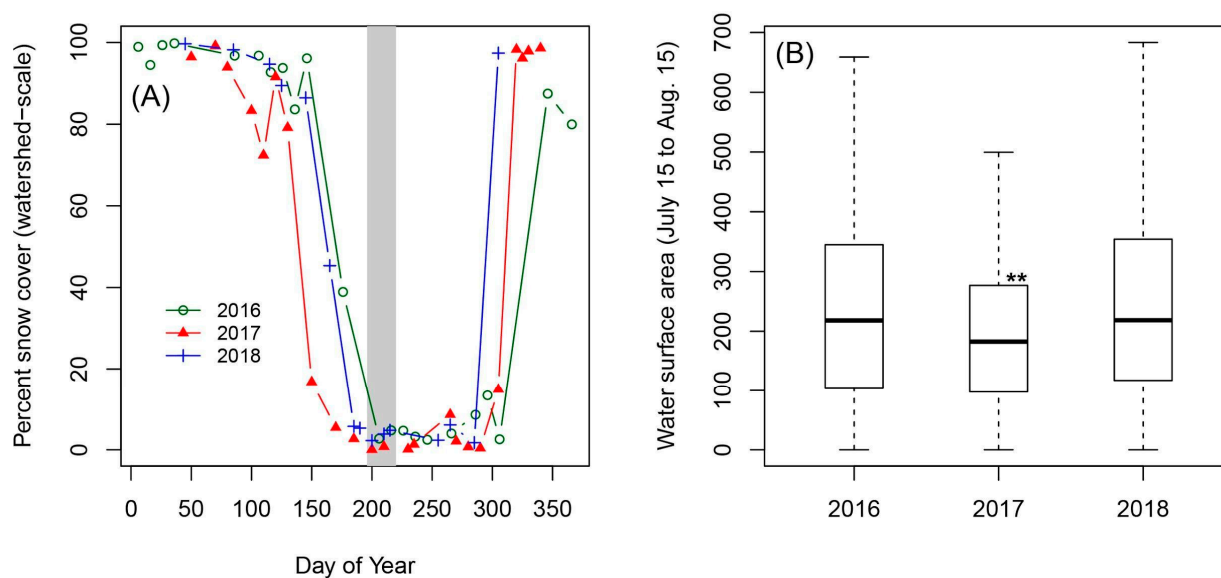 Percent snow cover (watershed−scale)
100
80
60
40
20
0
(A)
2016
2017
2018
0 50 100 150 200 250 300 350
Day of Year
Water surface area (July 15 to Aug. 15)
700
600
500
400
300
200
100
0
(B)
**
2016 2017 2018